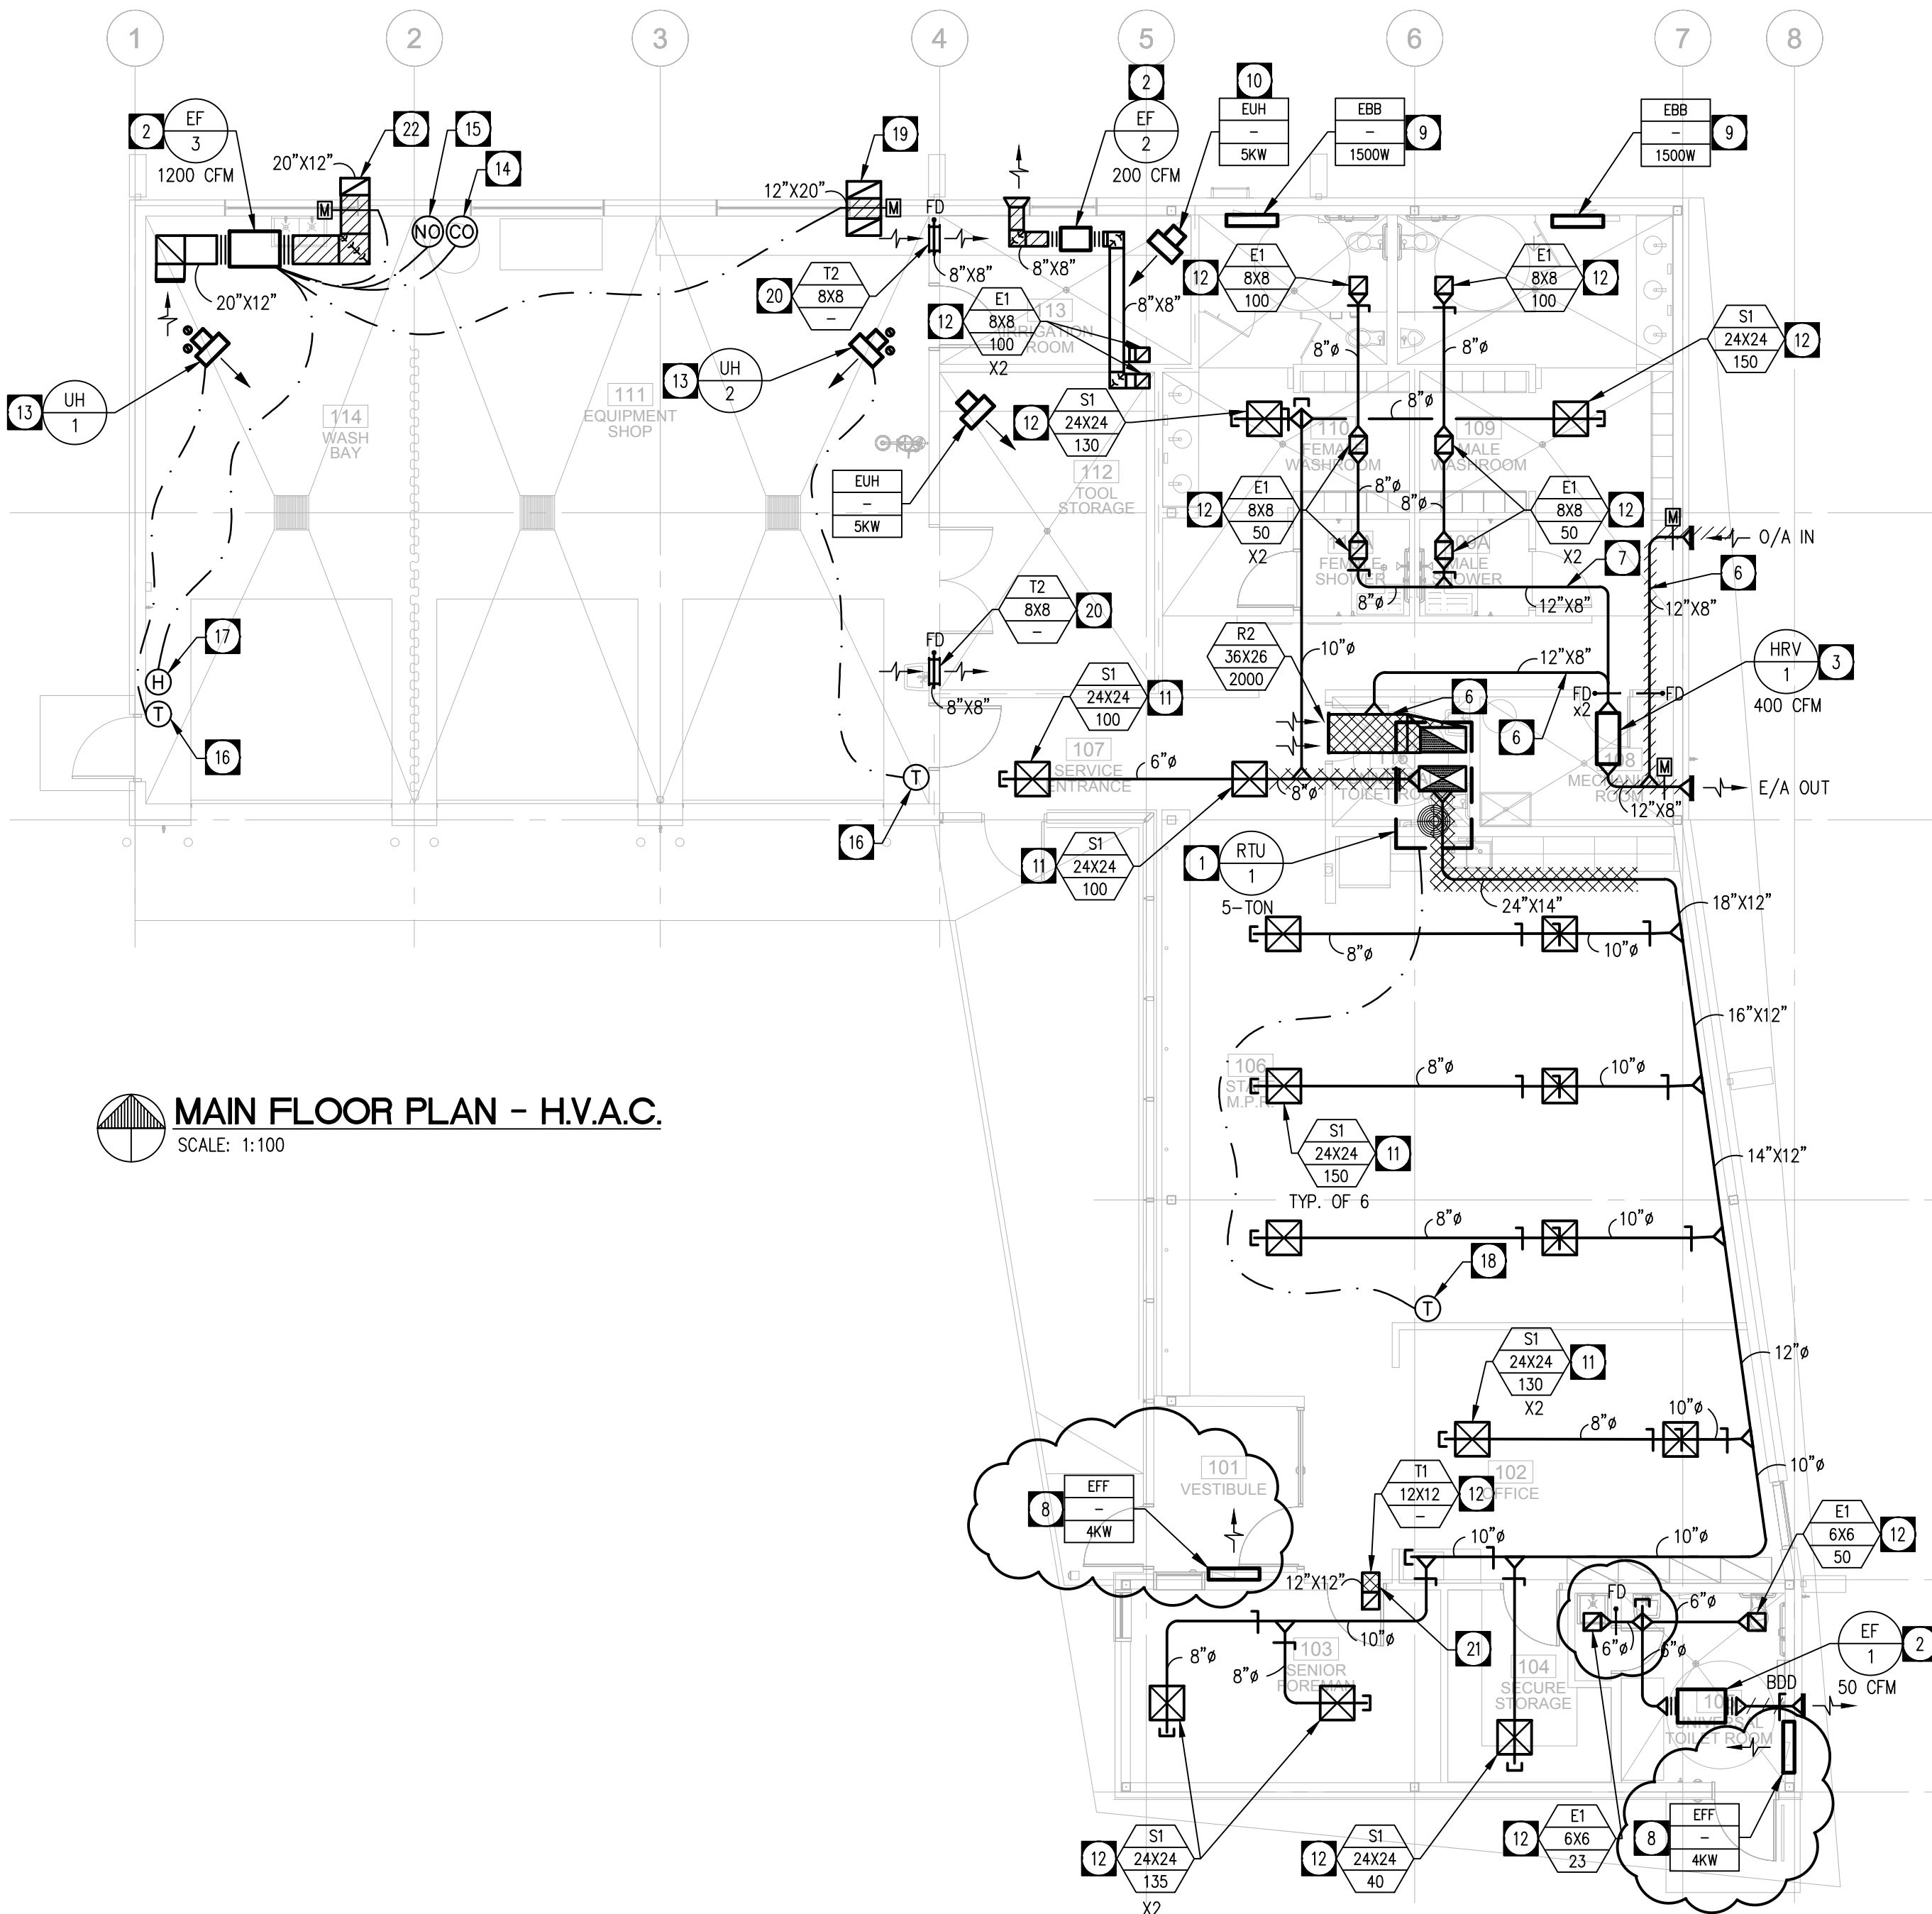 1
2
3
4
5
6
7
8
2
EF
3
1200 CFM
20"X12"
22
15
14
19
12"X20"
2
EF
2
200 CFM
10
EUH
-
5KW
EBB
-
1500W
9
EBB
-
1500W
9
M
NO
CO
M
FD
20"X12"
8"X8"
8"X8"
8"X8"
20
T2
8X8
-
12
E1
8X8
100
X2
113
IRRIGATION
ROOM
12
E1
8X8
100
E1
8X8
100
12
8"ø
8"ø
S1
24X24
150
12
13
UH
1
13
UH
2
114
WASH
BAY
111
EQUIPMENT
SHOP
12
S1
24X24
130
8"ø
110
FEMALE
WASHROOM
109
MALE
WASHROOM
EUH
-
5KW
112
TOOL
STORAGE
12
E1
8X8
50
X2
8"ø
8"ø
E1
8X8
50
X2
12
M
O/A IN
FEMALE
SHOWER
109A
MALE
SHOWER
7
6
8"ø
12"X8"
12"X8"
T2
8X8
-
20
17
H
T
16
FD
8"X8"
R2
36X26
2000
10"ø
12"X8"
HRV
1
3
400 CFM
S1
24X24
100
11
6
6
FD
X2
FD
107
SERVICE
ENTRANCE
6"ø
8"ø
TOILET ROOM
108
MECHANICAL
ROOM
M
E/A OUT
12"X8"
T
16
11
S1
24X24
100
1
RTU
1
5-TON
24"X14"
18"X12"
8"ø
10"ø
16"X12"
106
STAFF
M.P.R.
8"ø
10"ø
MAIN FLOOR PLAN - H.V.A.C.
SCALE: 1:100
S1
24X24
150
11
TYP. OF 6
14"X12"
8"ø
10"ø
18
T
S1
24X24
130
X2
11
12"ø
8"ø
10"ø
101
VESTIBULE
8
EFF
-
4KW
T1
12X12
-
12
102
OFFICE
10"ø
E1
6X6
50
12
10"ø
10"ø
12"X12"
FD
6"ø
6"ø
6"ø
10"ø
21
8"ø
8"ø
103
SENIOR
FOREMAN
104
SECURE
STORAGE
EF
1
2
50 CFM
BDD
105
UNIVERSAL
TOILET ROOM
12
S1
24X24
135
X2
12
S1
24X24
40
12
E1
6X6
23
8
EFF
-
4KW